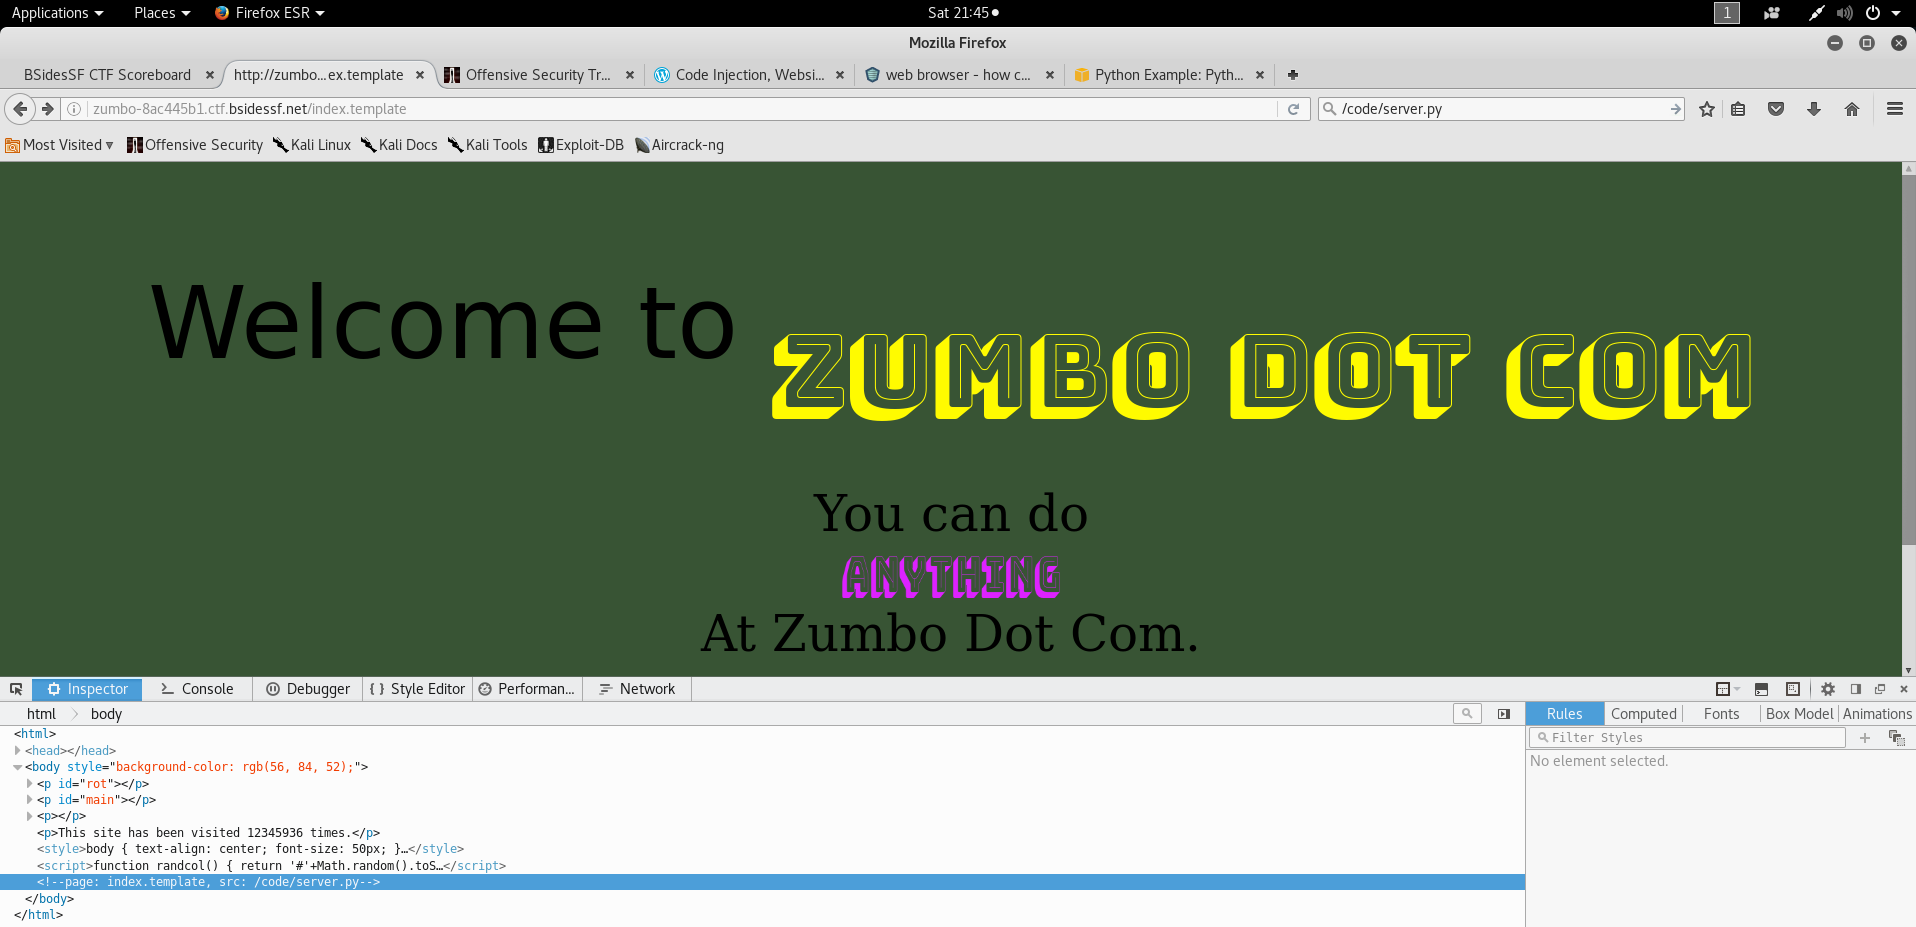 Applications Places Firefox ESR Sat 21:45 1
Mozilla Firefox
BSidesSF CTF Scoreboard http://zumbo...ex.template Offensive Security Tr... Code Injection, Websi... web browser - how c... Python Example: Pyth...
zumbo-8ac445b1.ctf.bsidessf.net/index.template /code/server.py
Most Visited Offensive Security Kali Linux Kali Docs Kali Tools Exploit-DB Aircrack-ng
Welcome to ZUMBO DOT COM
You can do
ANYTHING
At Zumbo Dot Com.
Inspector Console Debugger { } Style Editor Performan... Network
html body Rules Computed Fonts Box Model Animations
<html>
Filter Styles
<head></head>
No element selected.
<body style="background-color: rgb(56, 84, 52);">
<p id="rot"></p>
<p id="main"></p>
<p></p>
<p>This site has been visited 12345936 times.</p>
<style>body { text-align: center; font-size: 50px; }…</style>
<script>function randcol() { return '#'+Math.random().toS…</script>
<!--page: index.template, src: /code/server.py-->
</body>
</html>